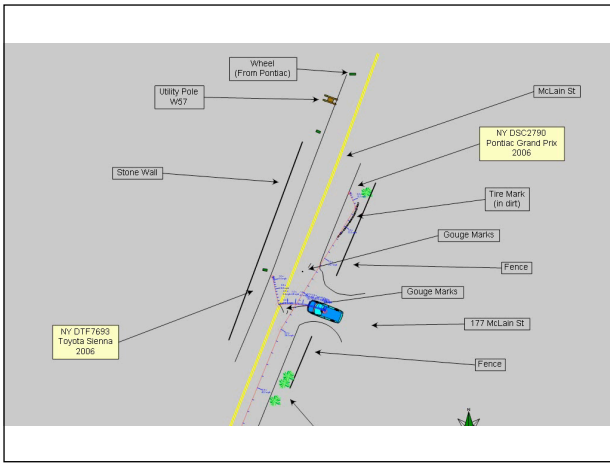 Wheel
(From Pontiac)
Utility Pole
W57
McLain St
NY DSC2790
Pontiac Grand Prix
2006
Stone Wall
Tire Mark
(in dirt)
Gouge Marks
Fence
Gouge Marks
177 McLain St
NY DTF7693
Toyota Sienna
2006
Fence